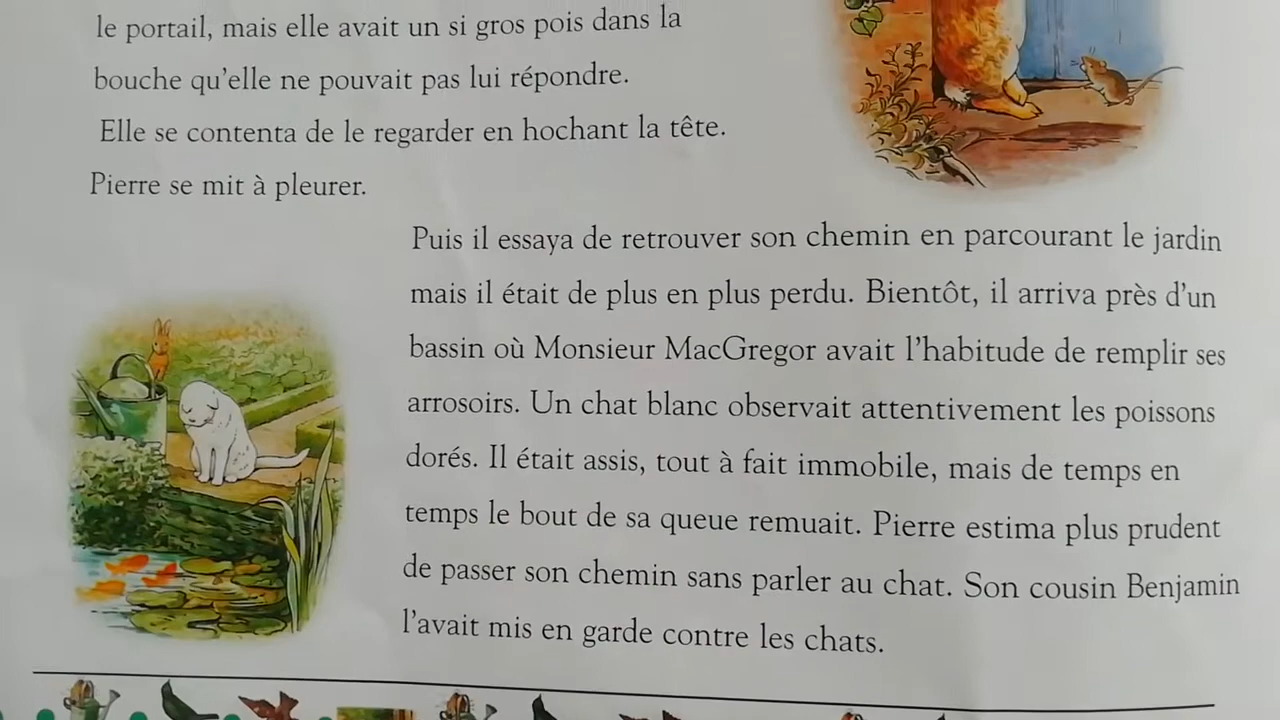 le portail, mais elle avait un si gros pois dans la
bouche qu'elle ne pouvait pas lui répondre.
Elle se contenta de le regarder en hochant la tête.
Pierre se mit à pleurer.
Puis il essaya de retrouver son chemin en parcourant le jardin
mais il était de plus en plus perdu. Bientôt, il arriva près d'un
bassin où Monsieur MacGregor avait l'habitude de remplir ses
arrosoirs. Un chat blanc observait attentivement les poissons
dorés. Il était assis, tout à fait immobile, mais de temps en
temps le bout de sa queue remuait. Pierre estima plus prudent
de passer son chemin sans parler au chat. Son cousin Benjamin
l'avait mis en garde contre les chats.